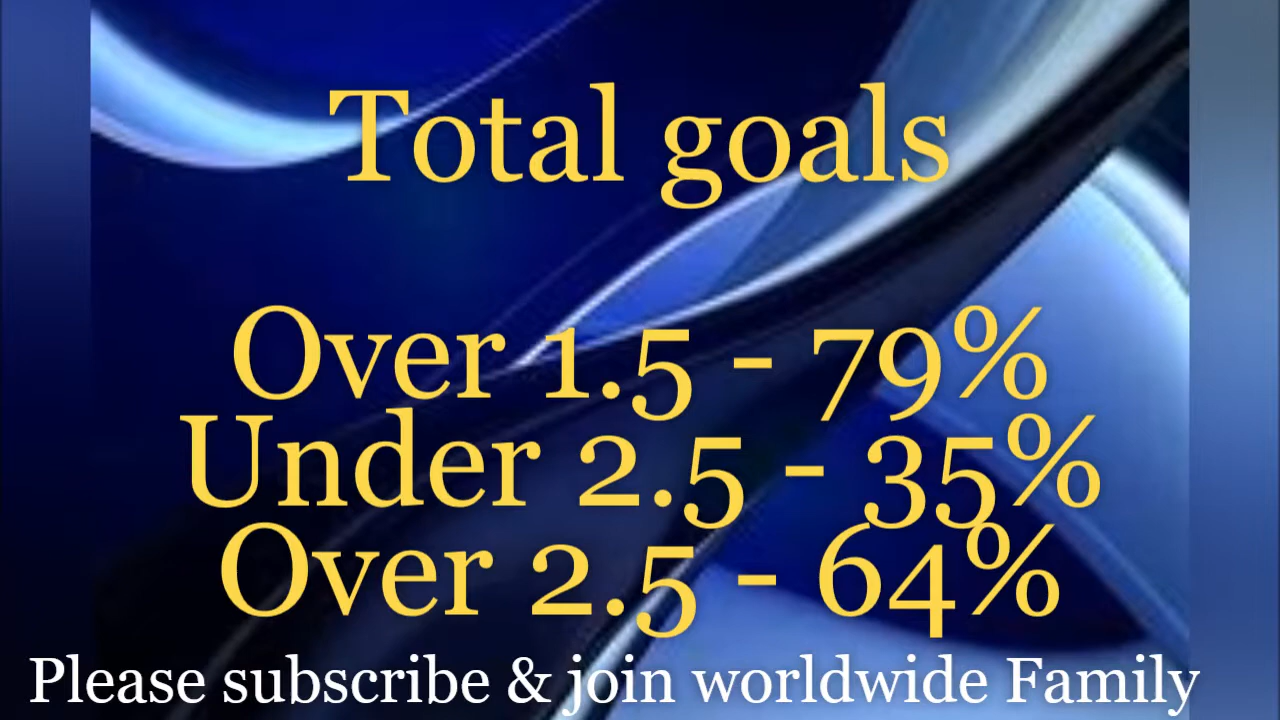 Total goals
Over 1.5 - 79%
Under 2.5 - 35%
Over 2.5 - 64%
Please subscribe & join worldwide Family